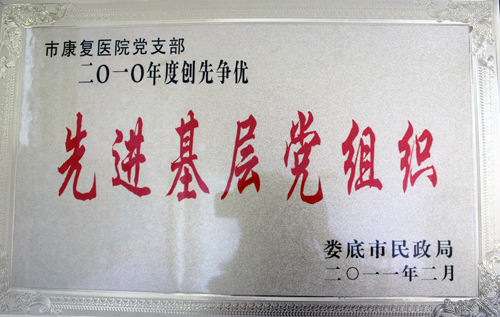 市康复医院党支部
二〇一〇年度创先争优
先进基层党组织
娄底市民政局
二〇一一年二月